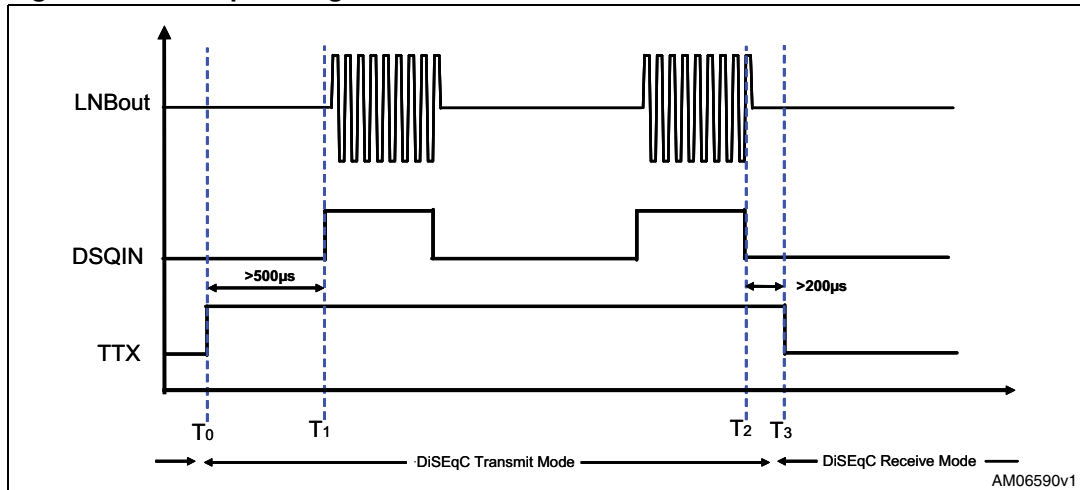 LNBout
DSQIN
>500µs
>200µs
TTX
T0
T1
T2 T3
DiSEqC Transmit Mode
DiSEqC Receive Mode
AM06590v1